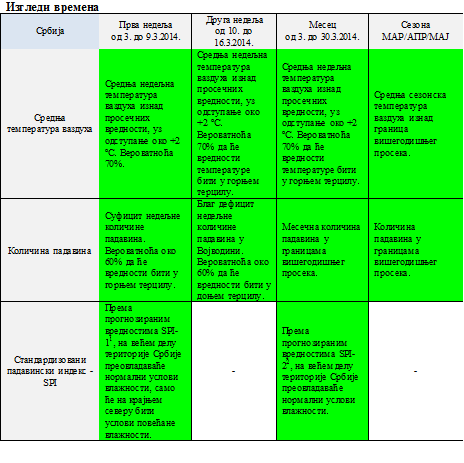 Изгледи времена
Србија
Прва недеља
од 3. до 9.3.2014.
Друга недеља
од 10. до
16.3.2014.
Месец
од 3. до 30.3.2014.
Сезона
МАР/АПР/МАЈ
Средња
температура ваздуха
Средња недељна
температура
ваздуха изнад
просечних
вредности, уз
одступање око +2
°C. Вероватноћа
70%.
Средња недељна
температура
ваздуха изнад
просечних
вредности, уз
одступање око
+2 °C.
Вероватноћа
70% да ће
вредности
температуре
бити у горњем
терцилу.
Средња недељна
температура
ваздуха изнад
просечних
вредности, уз
одступање око +2
°C. Вероватноћа
70% да ће
вредности
температуре бити
у горњем терцилу.
Средња сезонска
температура
ваздуха изнад
граница
вишегодишњег
просека.
Количина падавина
Суфицит недељне
количине
падавина.
Вероватноћа око
60% да ће
вредности бити у
горњем терцилу.
Благ дефицит
недељне
количине
падавина у
Војводини.
Вероватноћа око
60% да ће
вредности бити у
доњем терцилу.
Месечна количина
падавина у
границама
вишегодишњег
просека.
Количина
падавина у
границама
вишегодишњег
просека.
Стандардизовани
падавински индекс -
SPI
Према
прогнозираним
вредностима SPI-
1¹, на већем делу
територије Србије
преовладаваће
нормални услови
влажности, само
ће на крајњем
северу бити
услови повећане
влажности.
-
Према
прогнозираним
вредностима SPI-
2², на већем делу
територије Србије
преовладаваће
нормални услови
влажности.
-